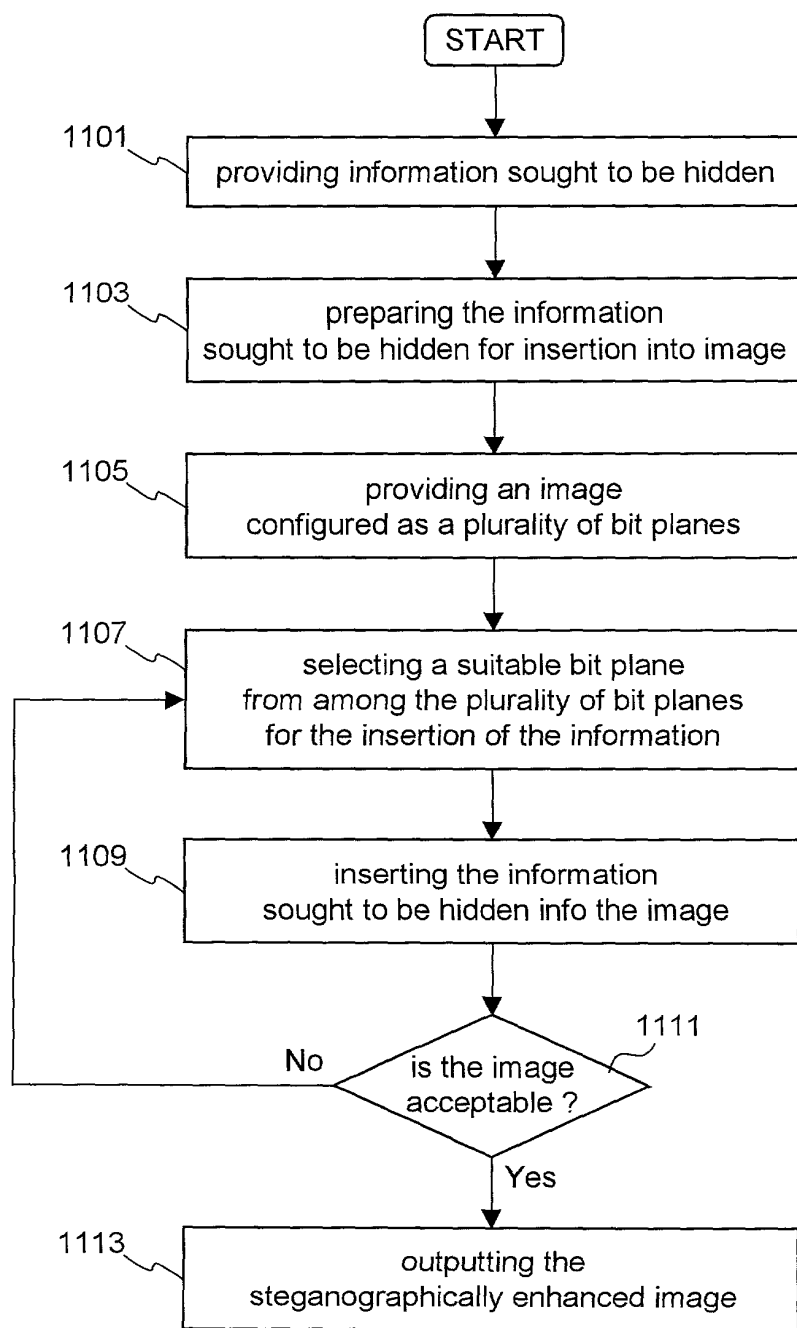 START
1101
providing information sought to be hidden
1103
preparing the information
sought to be hidden for insertion into image
1105
providing an image
configured as a plurality of bit planes
1107
selecting a suitable bit plane
from among the plurality of bit planes
for the insertion of the information
1109
inserting the information
sought to be hidden info the image
1111
No
is the image
acceptable ?
Yes
1113
outputting the
steganographically enhanced image